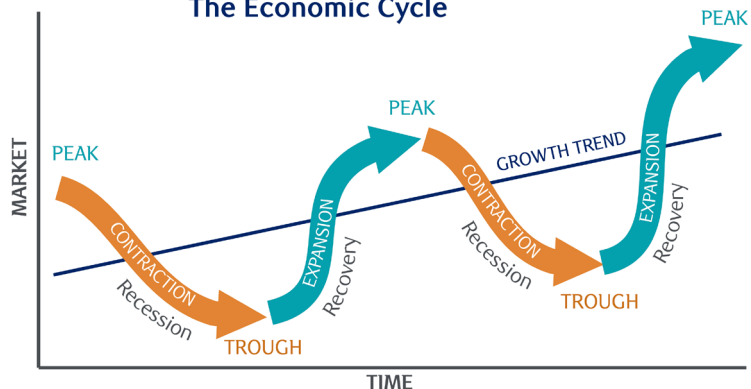 The Economic Cycle
PEAK
PEAK
PEAK
MARKET
GROWTH TREND
CONTRACTION
Recession
TROUGH
EXPANSION
Recovery
CONTRACTION
Recession
TROUGH
EXPANSION
Recovery
TIME